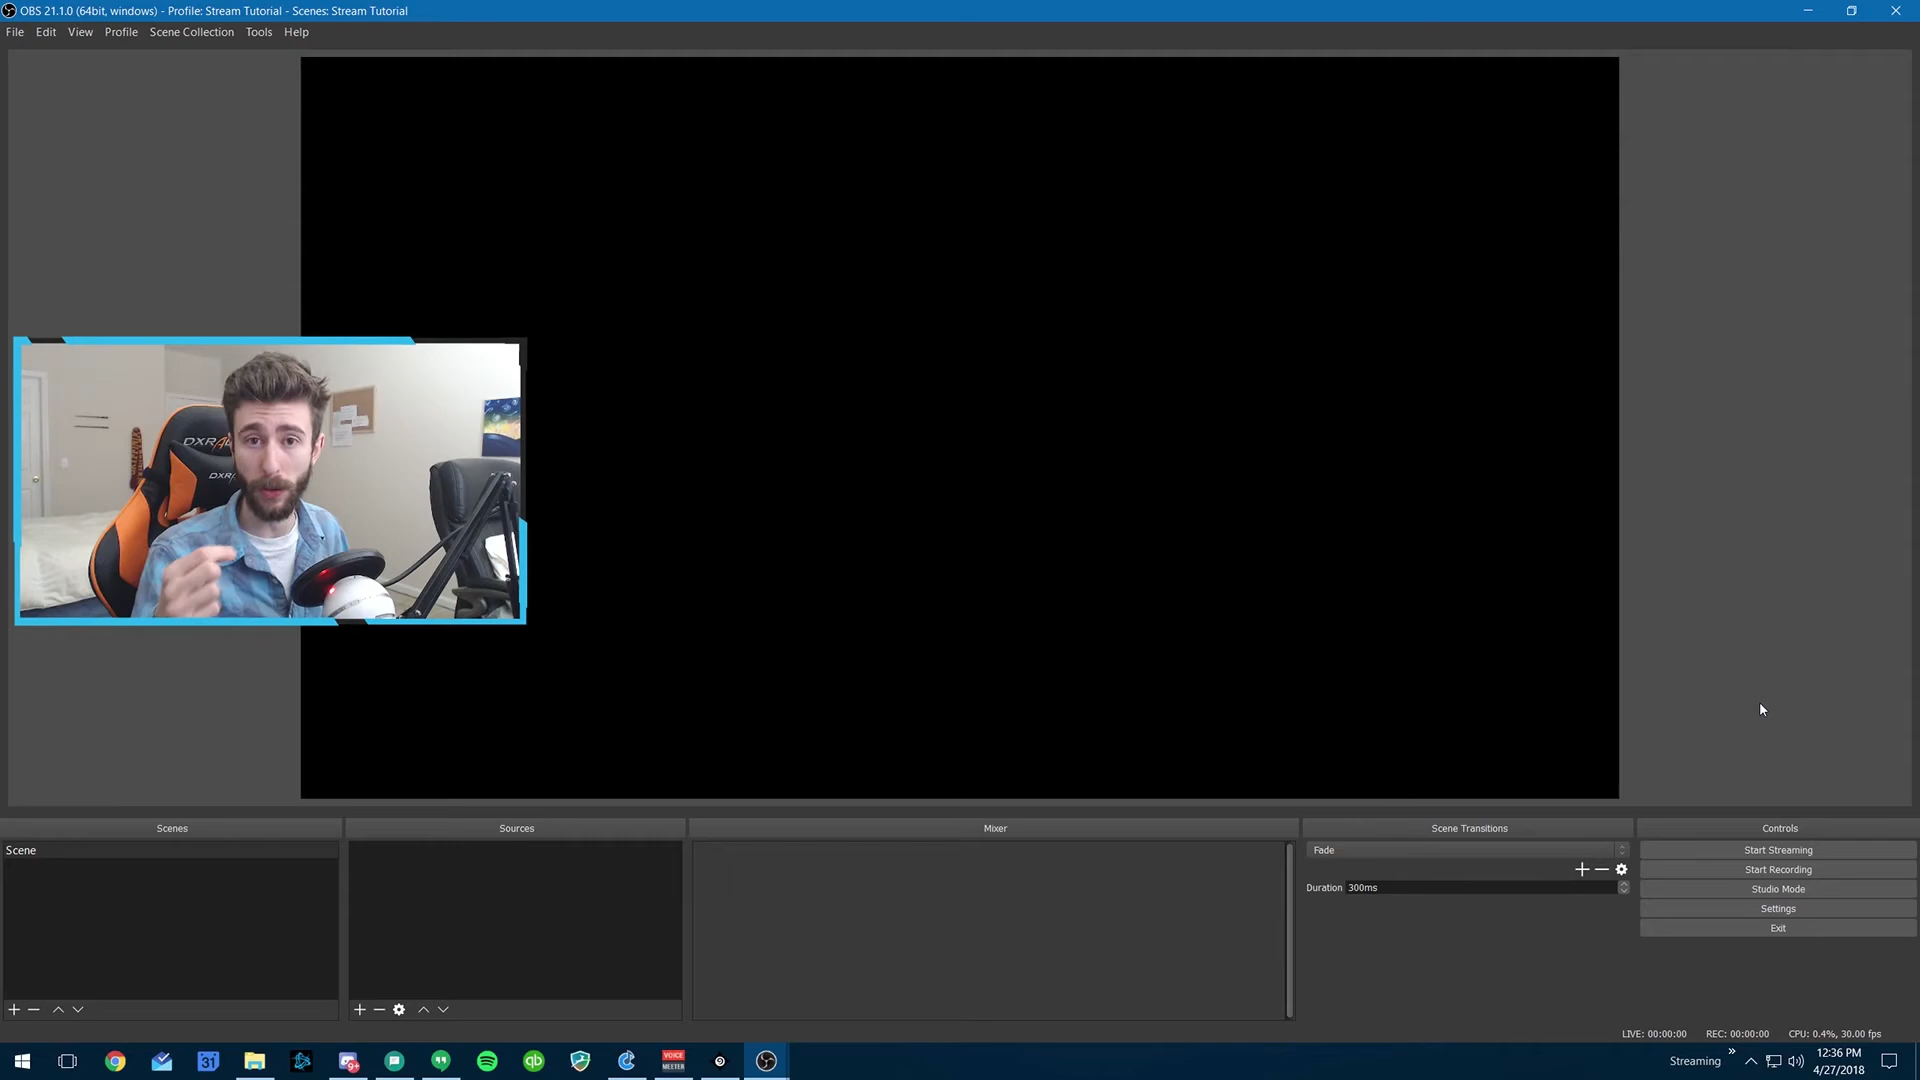 OBS 21.1.0 (64bit, windows) - Profile: Stream Tutorial - Scenes: Stream Tutorial
File Edit View Profile Scene Collection Tools Help
DXRA
DXR
Scenes Sources Mixer Scene Transitions Controls
Scene
Fade
Duration 300ms
Start Streaming
Start Recording
Studio Mode
Settings
Exit
LIVE: 00:00:00 REC: 00:00:00 CPU: 0.4%, 30.00 fps
31
9+
qb
VOICE
MEETER
Streaming
12:36 PM
4/27/2018